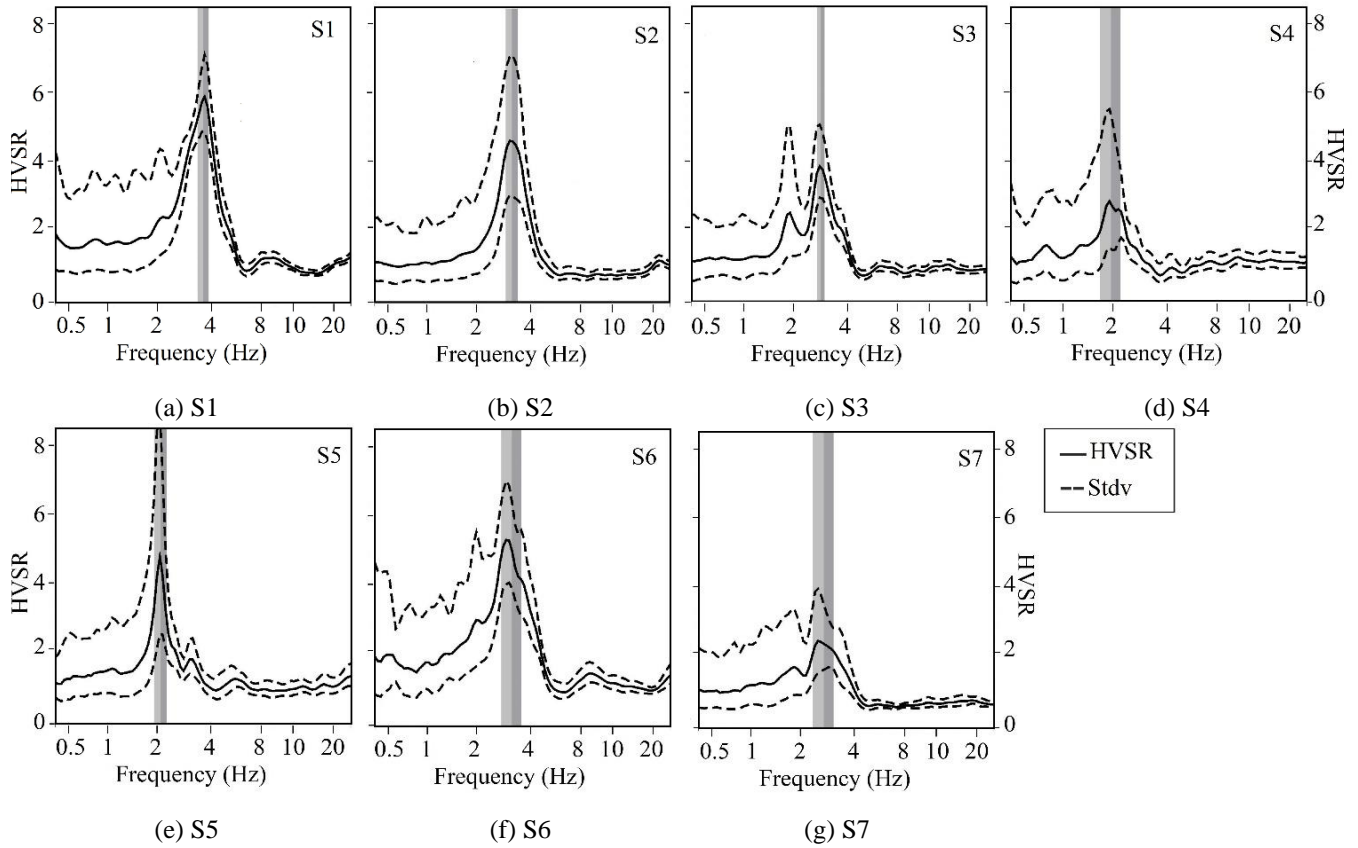 8
6
4
2
0
HVSR
S1
0.5 1 2 4 8 10 20
Frequency (Hz)
(a) S1
S2
0.5 1 2 4 8 10 20
Frequency (Hz)
(b) S2
S3
0.5 1 2 4 8 10 20
Frequency (Hz)
(c) S3
S4
8
6
4
2
0
HVSR
0.5 1 2 4 8 10 20
Frequency (Hz)
(d) S4
8
6
4
2
0
HVSR
S5
0.5 1 2 4 8 10 20
Frequency (Hz)
(e) S5
S6
0.5 1 2 4 8 10 20
Frequency (Hz)
(f) S6
S7
8
6
4
2
0
HVSR
0.5 1 2 4 8 10 20
Frequency (Hz)
(g) S7
HVSR
Stdv